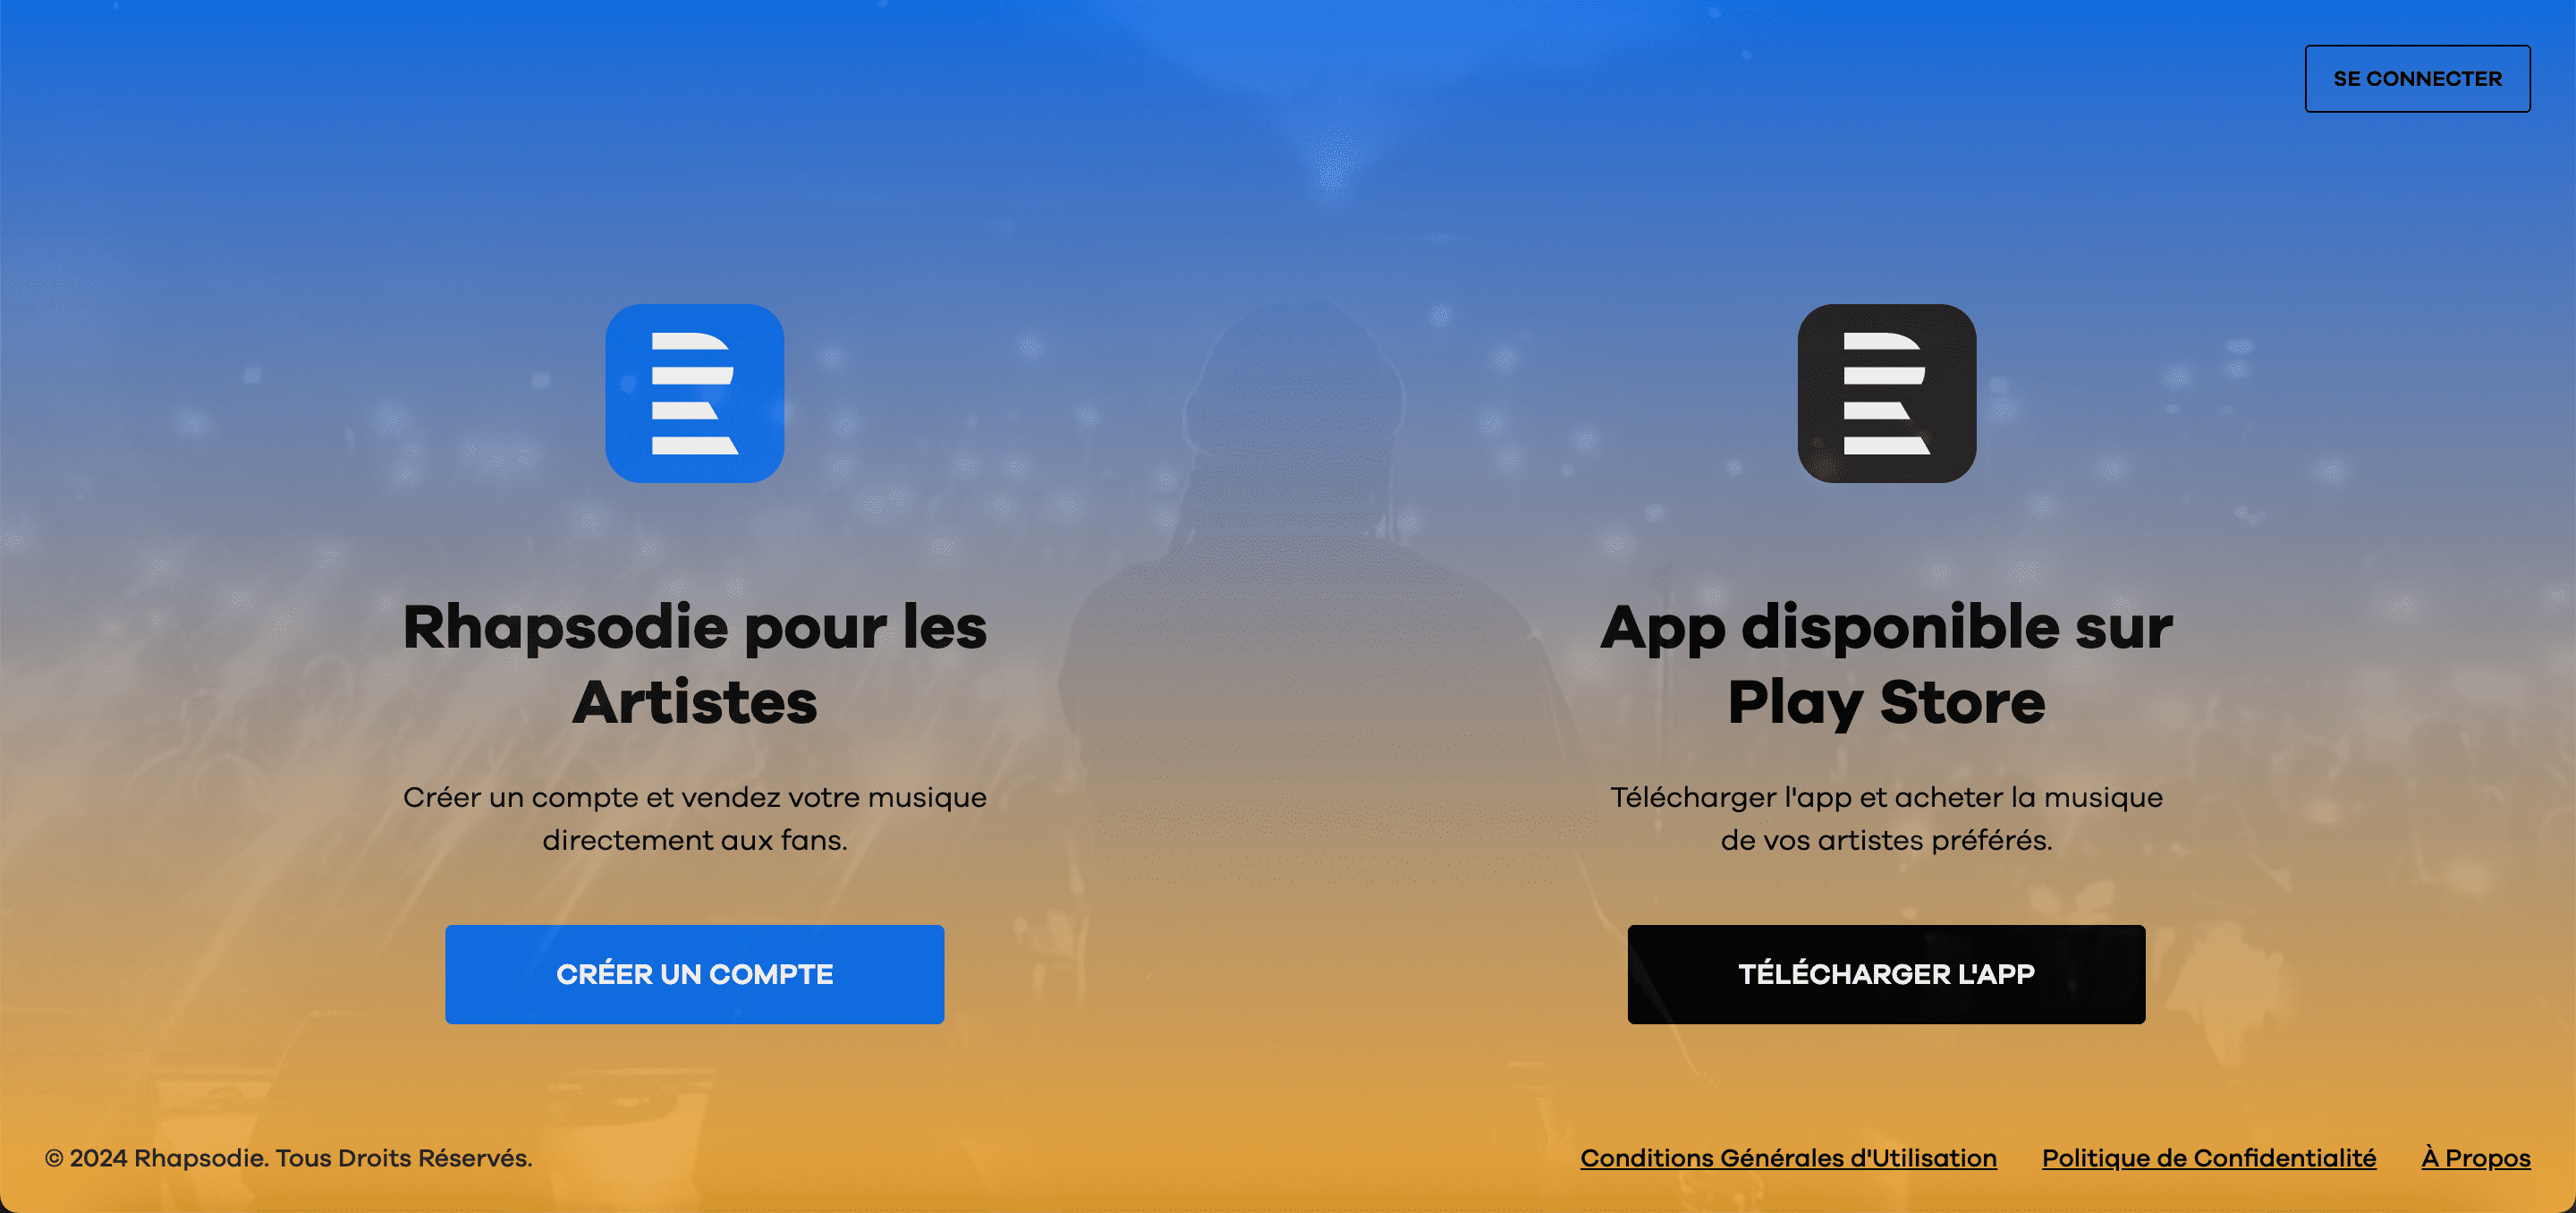 SE CONNECTER
Rhapsodie pour les
Artistes
Créer un compte et vendez votre musique
directement aux fans.
CRÉER UN COMPTE
App disponible sur
Play Store
Télécharger l'app et acheter la musique
de vos artistes préférés.
TÉLÉCHARGER L'APP
© 2024 Rhapsodie. Tous Droits Réservés.
Conditions Générales d'Utilisation
Politique de Confidentialité
À Propos